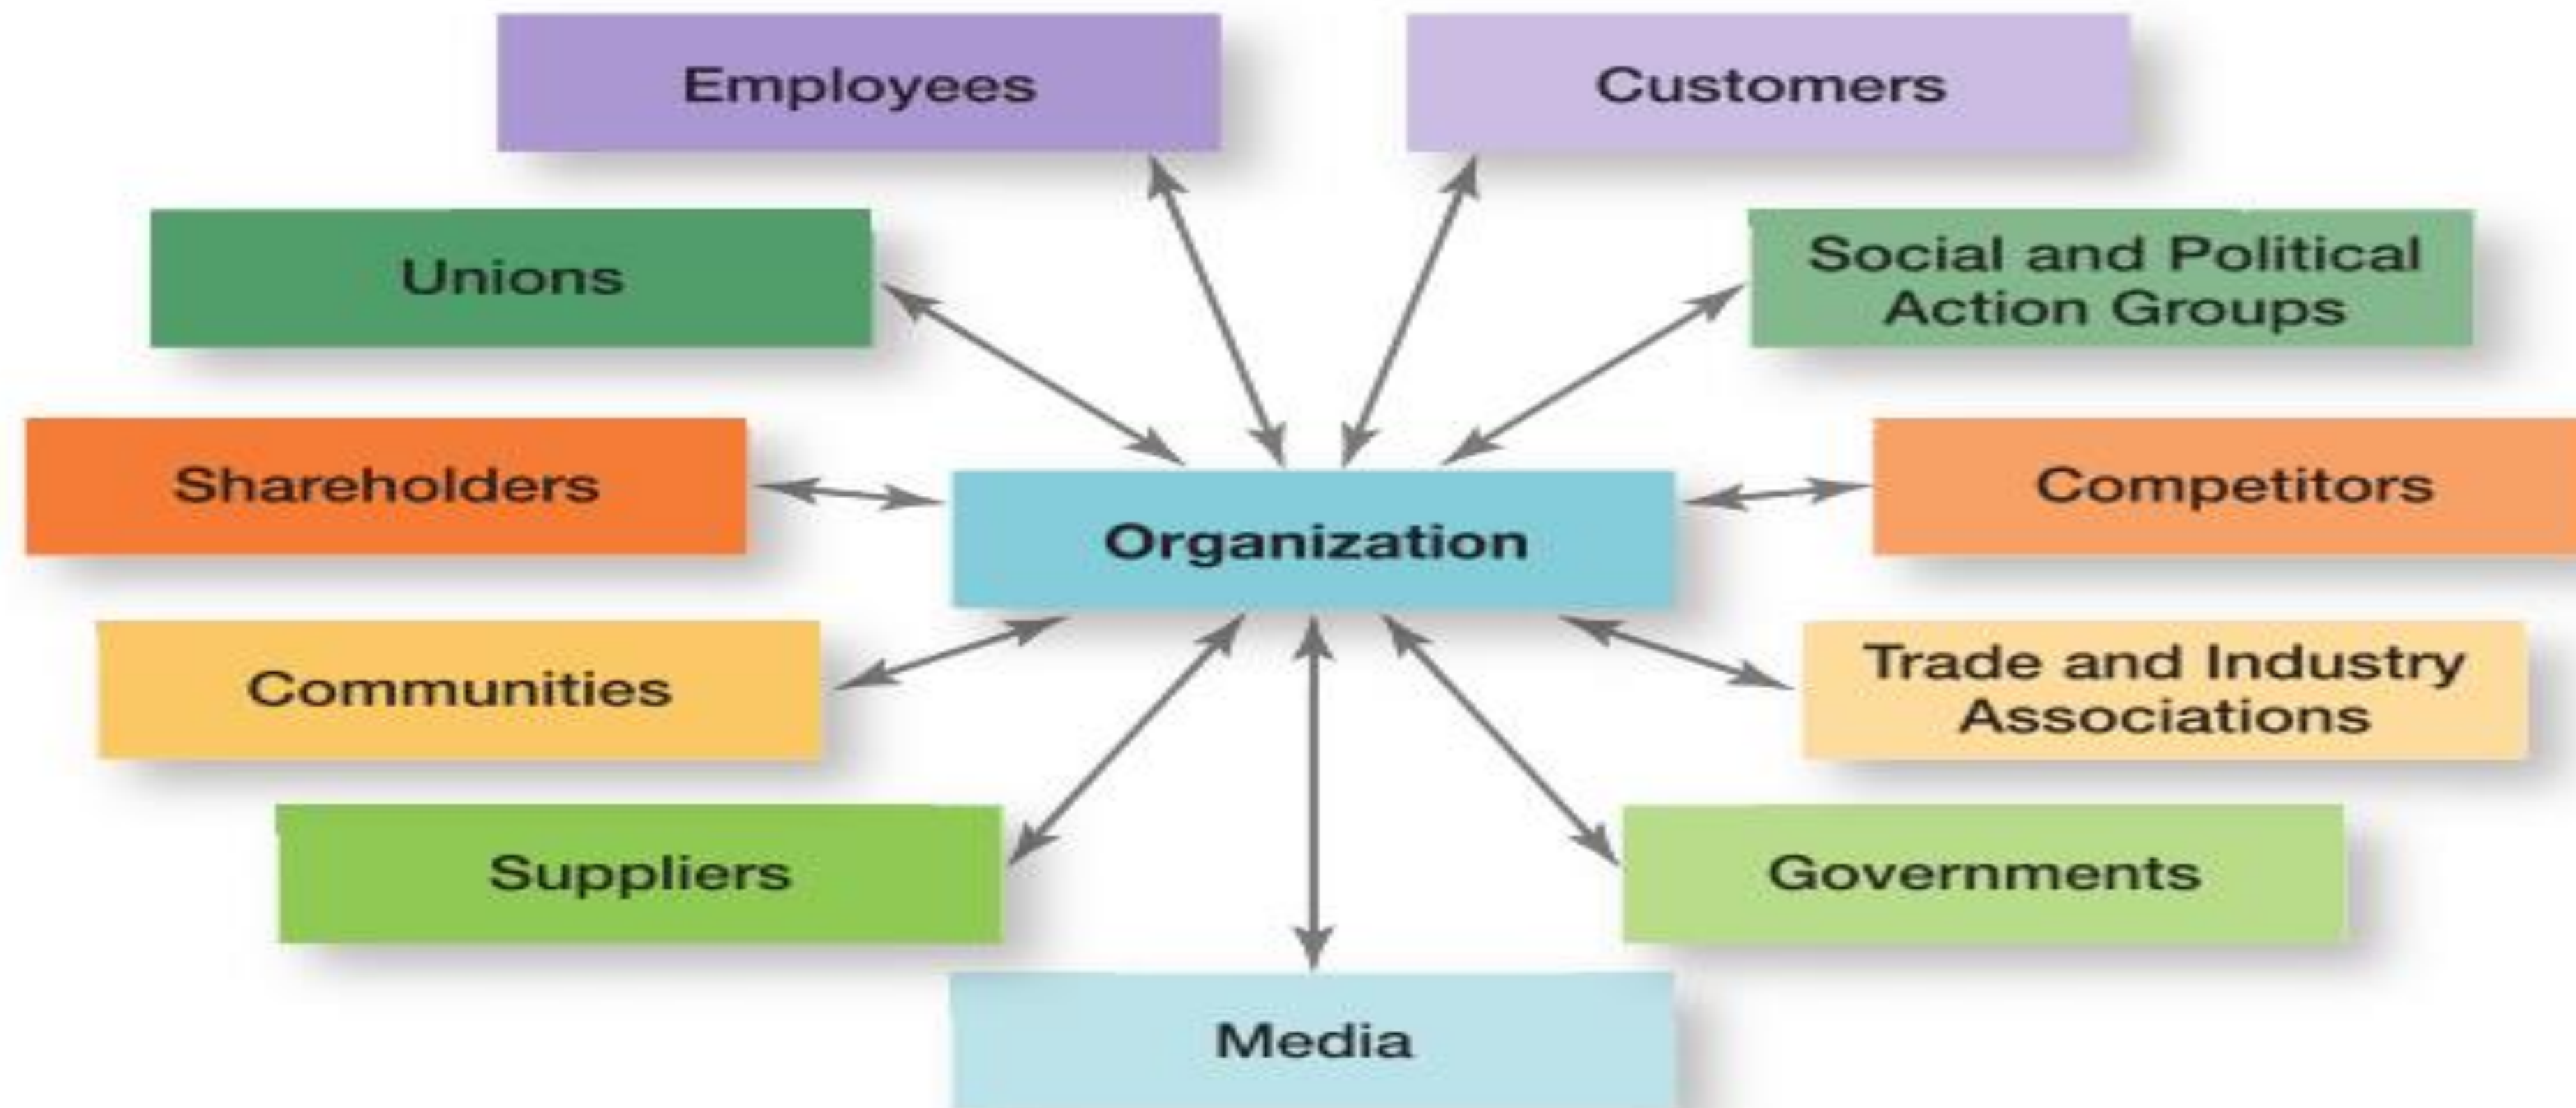 Employees
Customers
Unions
Social and Political
Action Groups
Shareholders
Competitors
Organization
Communities
Trade and Industry
Associations
Suppliers
Governments
Media